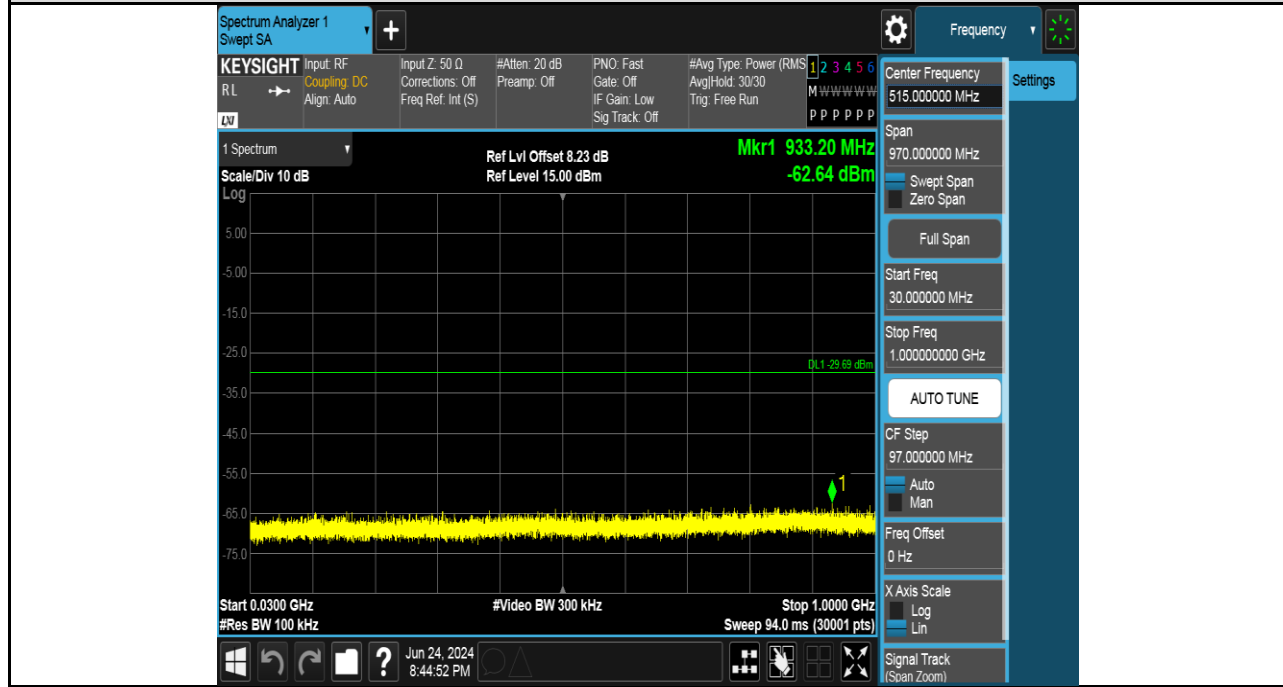 Spectrum Analyzer 1
Swept SA
+
Frequency
KEYSIGHT
RL
LXI
Input: RF
Coupling: DC
Align: Auto
Input Z: 50 Ω
Corrections: Off
Freq Ref: Int (S)
#Atten: 20 dB
Preamp: Off
PNO: Fast
Gate: Off
IF Gain: Low
Sig Track: Off
#Avg Type: Power (RMS
Avg|Hold: 30/30
Trig: Free Run
1 2 3 4 5 6
M W W W W W
P P P P P P
1 Spectrum
Scale/Div 10 dB
Log
Ref Lvl Offset 8.23 dB
Ref Level 15.00 dBm
Mkr1 933.20 MHz
-62.64 dBm
5.00
-5.00
-15.0
-25.0
DL1 -29.69 dBm
-35.0
-45.0
-55.0
1
-65.0
-75.0
Start 0.0300 GHz
#Res BW 100 kHz
#Video BW 300 kHz
Stop 1.0000 GHz
Sweep 94.0 ms (30001 pts)
?
Jun 24, 2024
8:44:52 PM
Center Frequency
515.000000 MHz
Span
970.000000 MHz
Swept Span
Zero Span
Full Span
Start Freq
30.000000 MHz
Stop Freq
1.000000000 GHz
AUTO TUNE
CF Step
97.000000 MHz
Auto
Man
Freq Offset
0 Hz
X Axis Scale
Log
Lin
Signal Track
(Span Zoom)
Settings